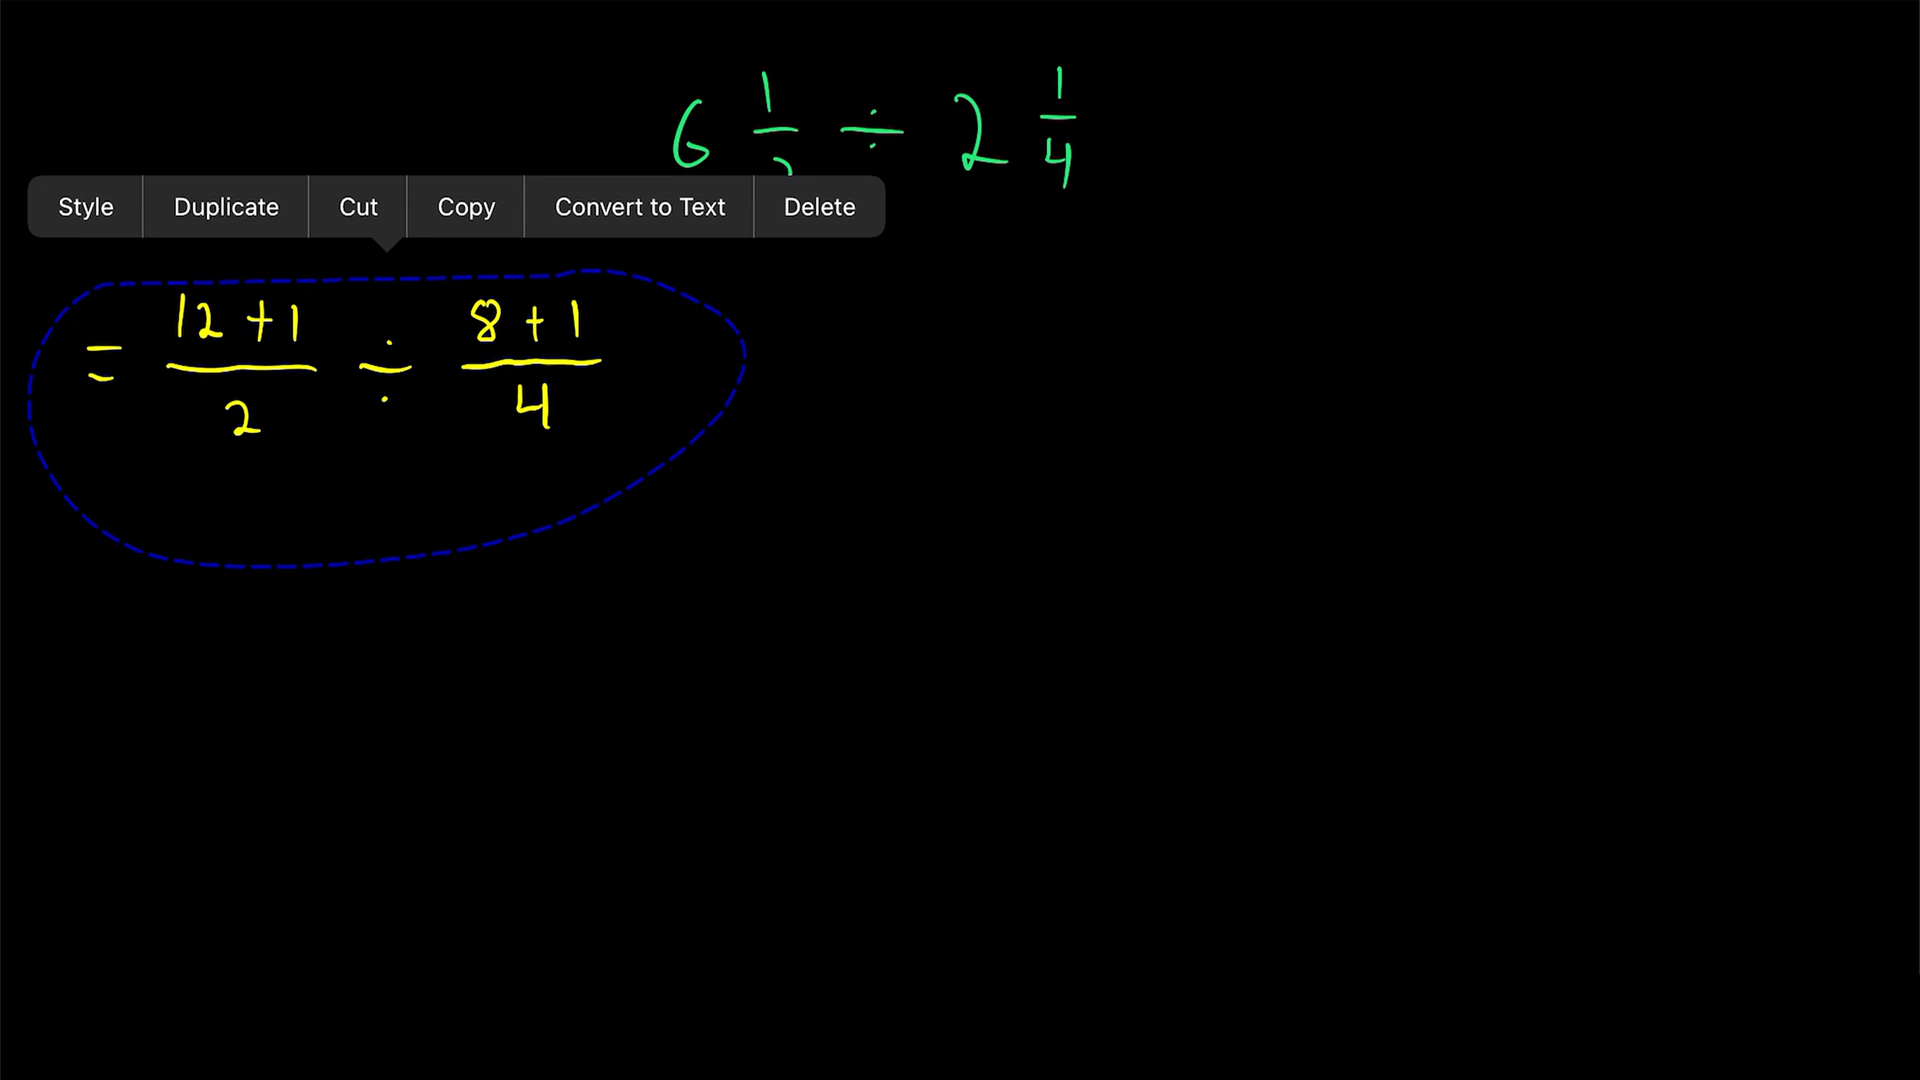 6 1/2 ÷ 2 1/4
Style Duplicate Cut Copy Convert to Text Delete
= 12+1/2 ÷ 8+1/4